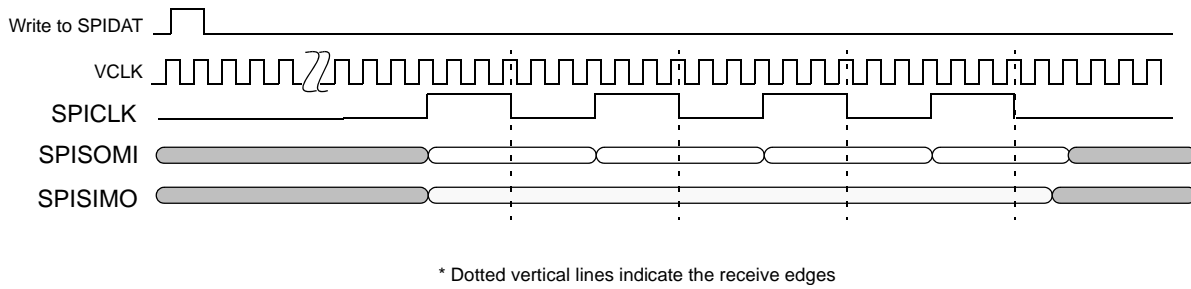 Write to SPIDAT
VCLK
SPICLK
SPISOMI
SPISIMO
* Dotted vertical lines indicate the receive edges